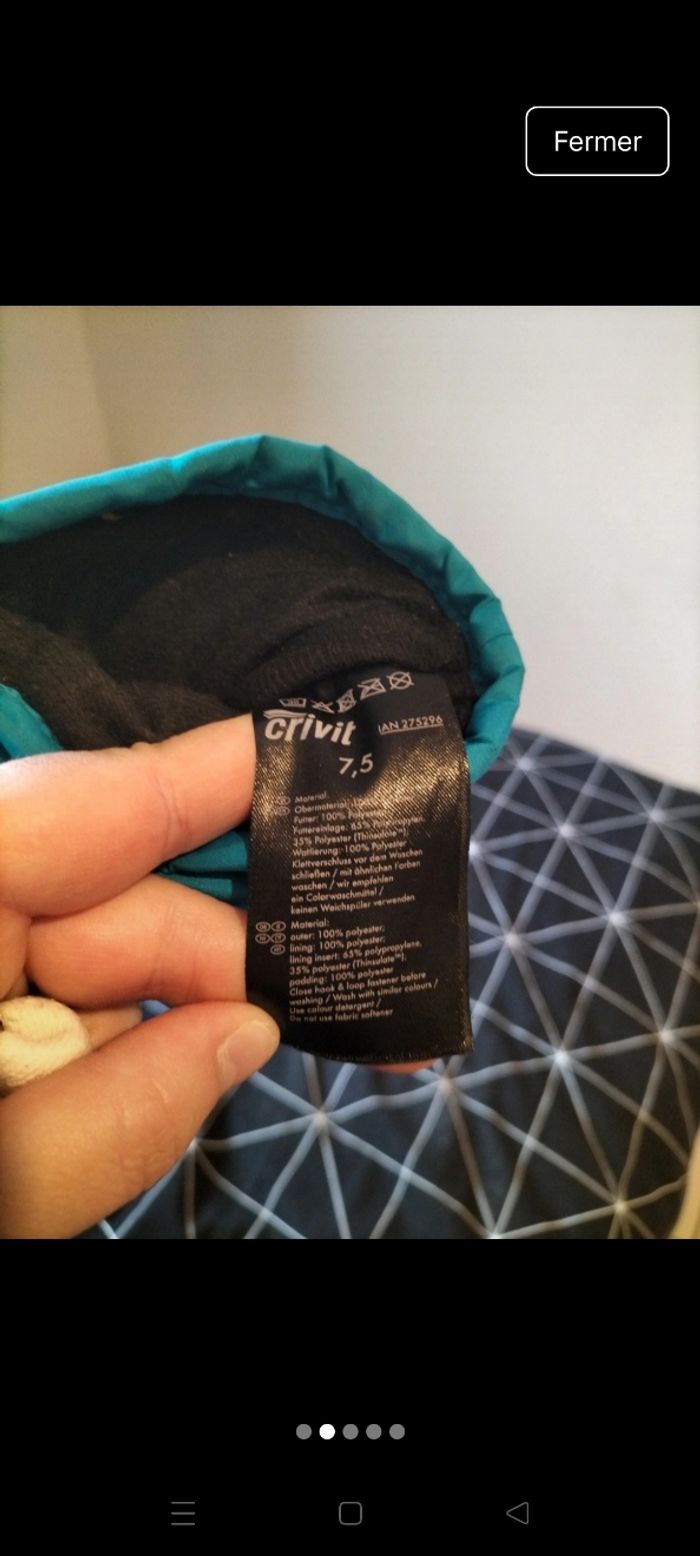 Fermer
crivit
IAN 275296
7,5
Material:
Obermaterial: 100%
Futter: 100% Polyester
Futtereinlage: 65% Polypropylen,
35% Polyester (Thinsulate™)
Wattierung: 100% Polyester
Klettverschluss vor dem Waschen
schließen / mit ähnlichen Farben
waschen / wir empfehlen
ein Colorwaschmittel /
keinen Weichspüler verwenden
Material:
outer: 100% polyester;
lining: 100% polyester;
lining insert: 65% polypropylene,
35% polyester (Thinsulate™);
padding: 100% polyester
Close hook & loop fastener before
washing / Wash with similar colours /
Use colour detergent /
Do not use fabric softener